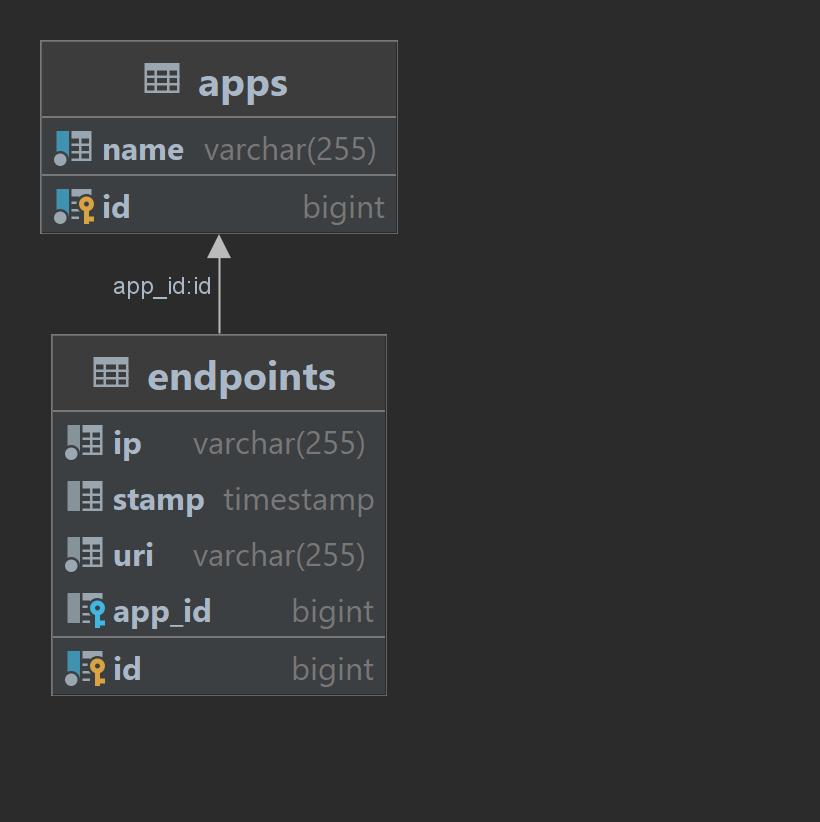 apps
name varchar(255)
id bigint
app_id:id
endpoints
ip varchar(255)
stamp timestamp
uri varchar(255)
app_id bigint
id bigint